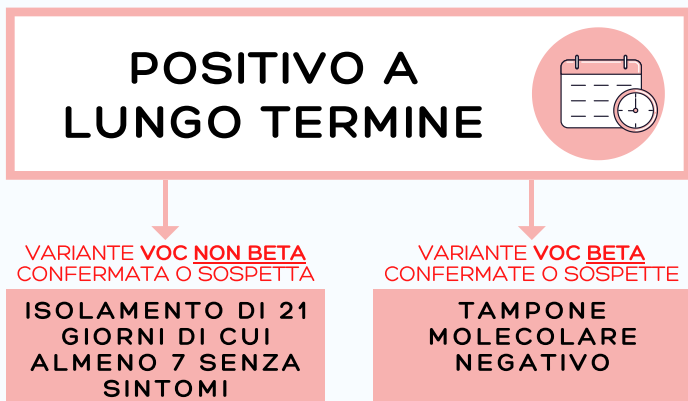 POSITIVO A
LUNGO TERMINE
VARIANTE VOC NON BETA
CONFERMATA O SOSPETTA
ISOLAMENTO DI 21
GIORNI DI CUI
ALMENO 7 SENZA
SINTOMI
VARIANTE VOC BETA
CONFERMATE O SOSPETTE
TAMPONE
MOLECOLARE
NEGATIVO